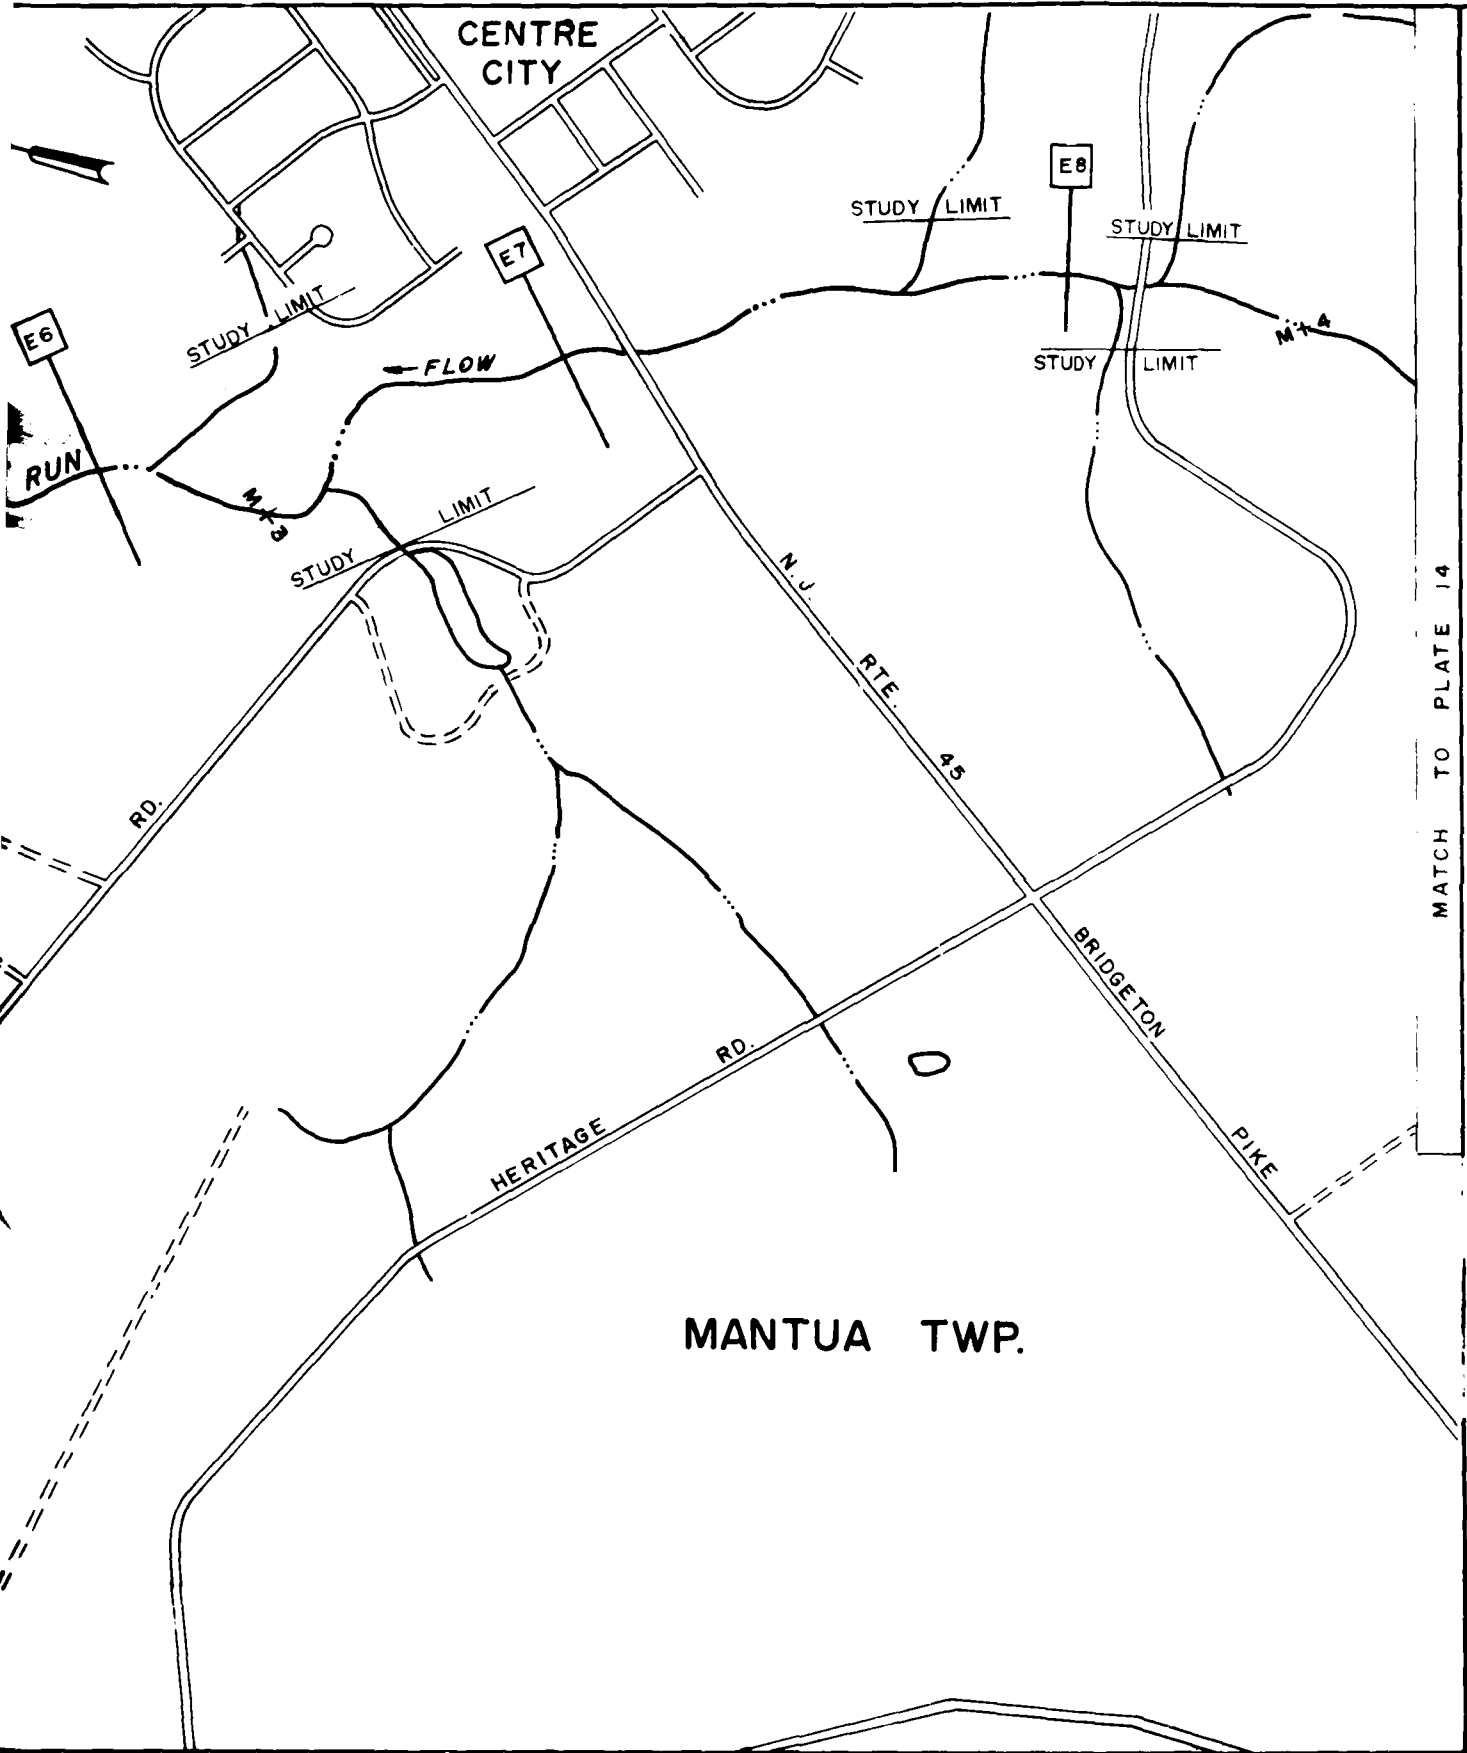 CENTRE
CITY
E8
STUDY LIMIT
STUDY LIMIT
E7
STUDY LIMIT
E6
M+4
FLOW
STUDY LIMIT
RUN
M+3
STUDY LIMIT
N.J. RTE. 45
RD.
MATCH TO PLATE 14
BRIDGETON PIKE
HERITAGE RD.
MANTUA TWP.